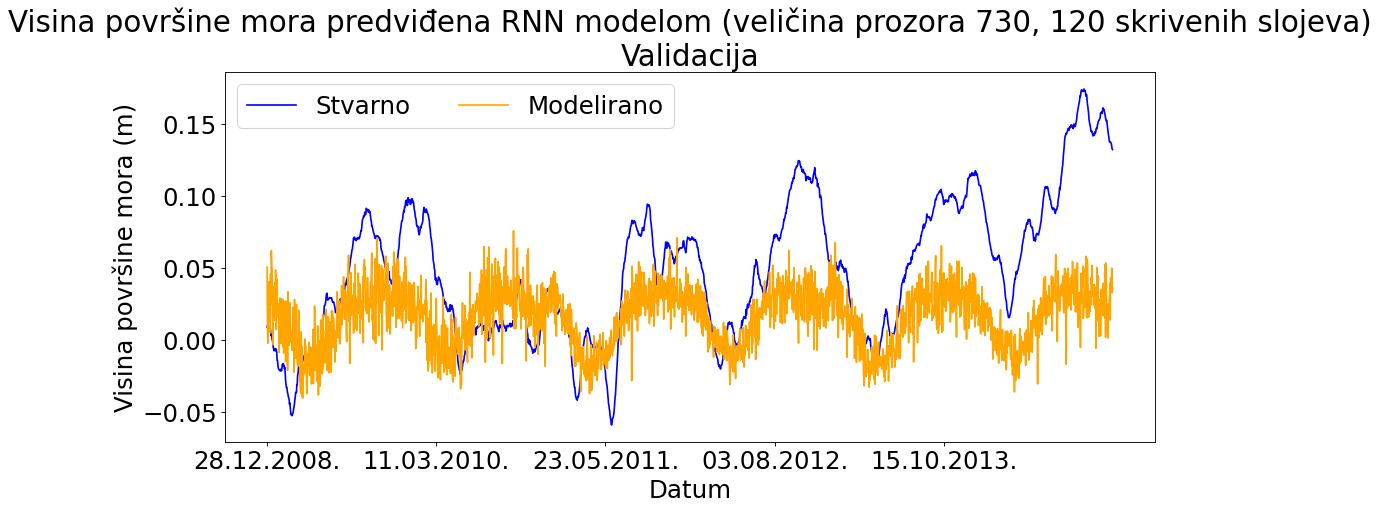 Visina površine mora predviđena RNN modelom (veličina prozora 730, 120 skrivenih slojeva)
Validacija
Stvarno
Modelirano
Visina površine mora (m)
0.15
0.10
0.05
0.00
−0.05
28.12.2008.
11.03.2010.
23.05.2011.
03.08.2012.
15.10.2013.
Datum